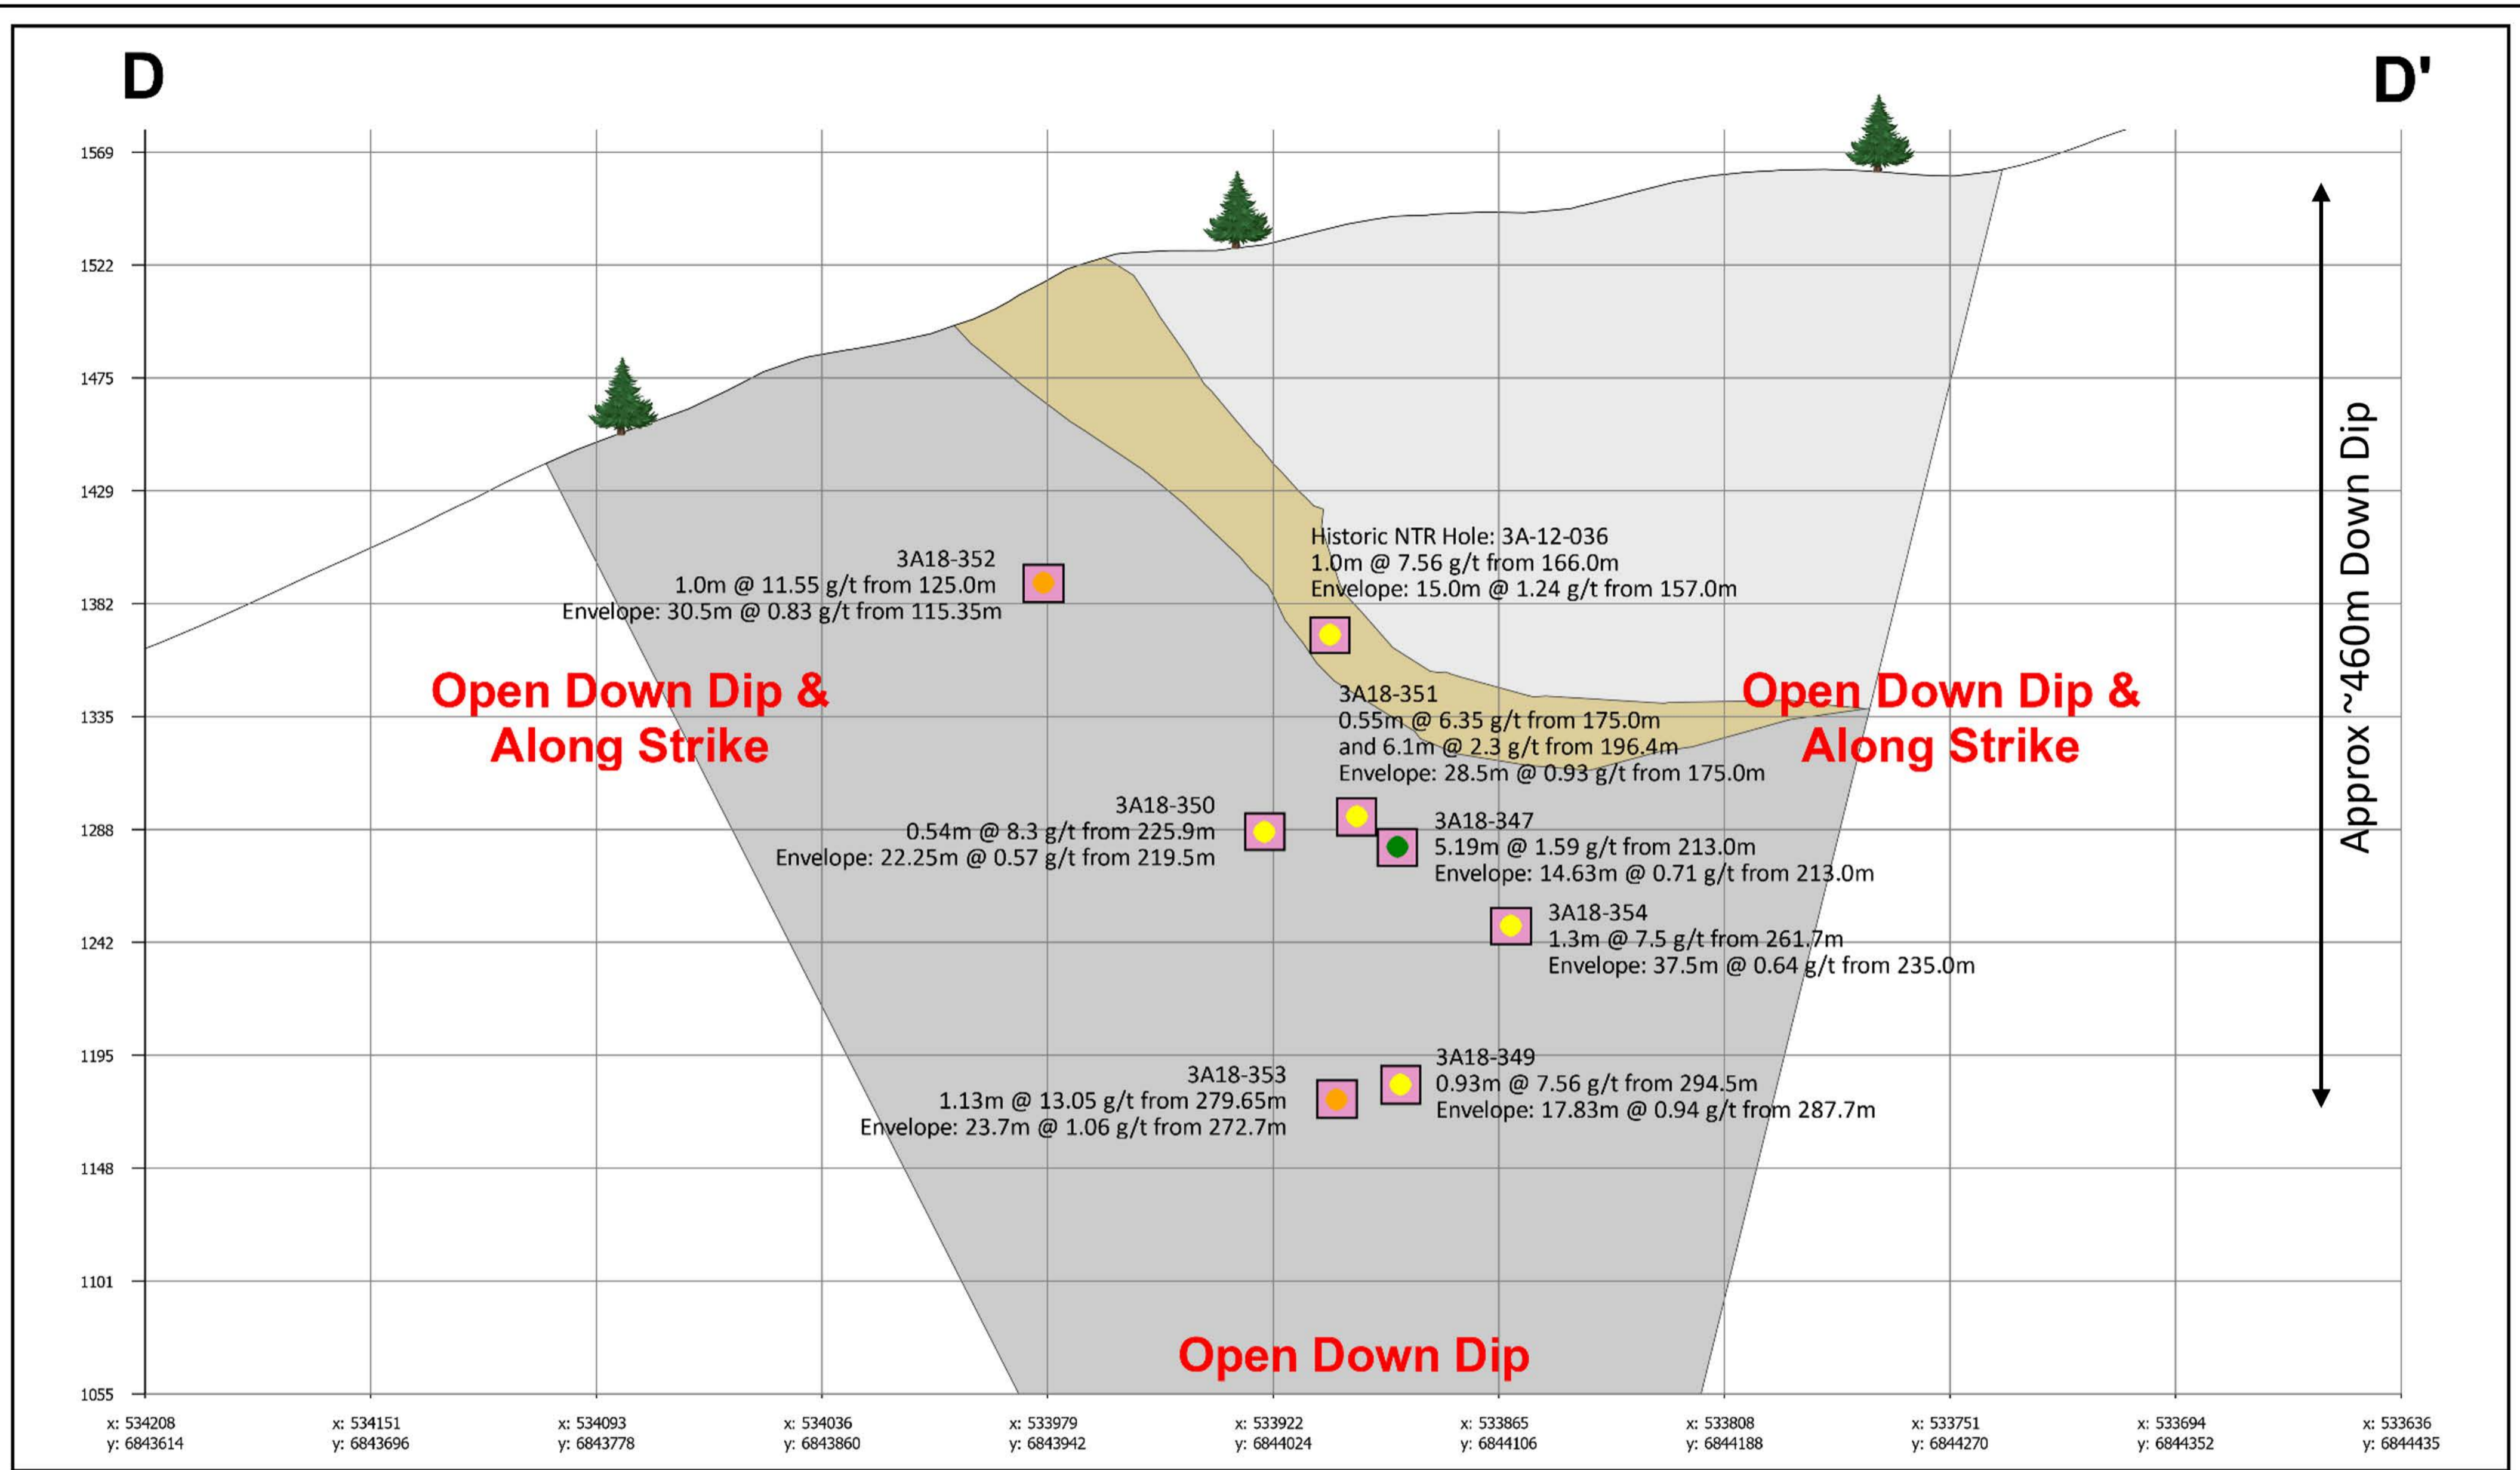 D
D'
1569
1522
1475
1429
1382
1335
1288
1242
1195
1148
1101
1055
Historic NTR Hole: 3A-12-036
1.0m @ 7.56 g/t from 166.0m
Envelope: 15.0m @ 1.24 g/t from 157.0m
3A18-352
1.0m @ 11.55 g/t from 125.0m
Envelope: 30.5m @ 0.83 g/t from 115.35m
Open Down Dip &
Along Strike
3A18-351
0.55m @ 6.35 g/t from 175.0m
and 6.1m @ 2.3 g/t from 196.4m
Envelope: 28.5m @ 0.93 g/t from 175.0m
Open Down Dip &
Along Strike
Approx ~460m Down Dip
3A18-350
0.54m @ 8.3 g/t from 225.9m
Envelope: 22.25m @ 0.57 g/t from 219.5m
3A18-347
5.19m @ 1.59 g/t from 213.0m
Envelope: 14.63m @ 0.71 g/t from 213.0m
3A18-354
1.3m @ 7.5 g/t from 261.7m
Envelope: 37.5m @ 0.64 g/t from 235.0m
3A18-353
1.13m @ 13.05 g/t from 279.65m
Envelope: 23.7m @ 1.06 g/t from 272.7m
3A18-349
0.93m @ 7.56 g/t from 294.5m
Envelope: 17.83m @ 0.94 g/t from 287.7m
Open Down Dip
x: 534208
y: 6843614
x: 534151
y: 6843696
x: 534093
y: 6843778
x: 534036
y: 6843860
x: 533979
y: 6843942
x: 533922
y: 6844024
x: 533865
y: 6844106
x: 533808
y: 6844188
x: 533751
y: 6844270
x: 533694
y: 6844352
x: 533636
y: 6844435